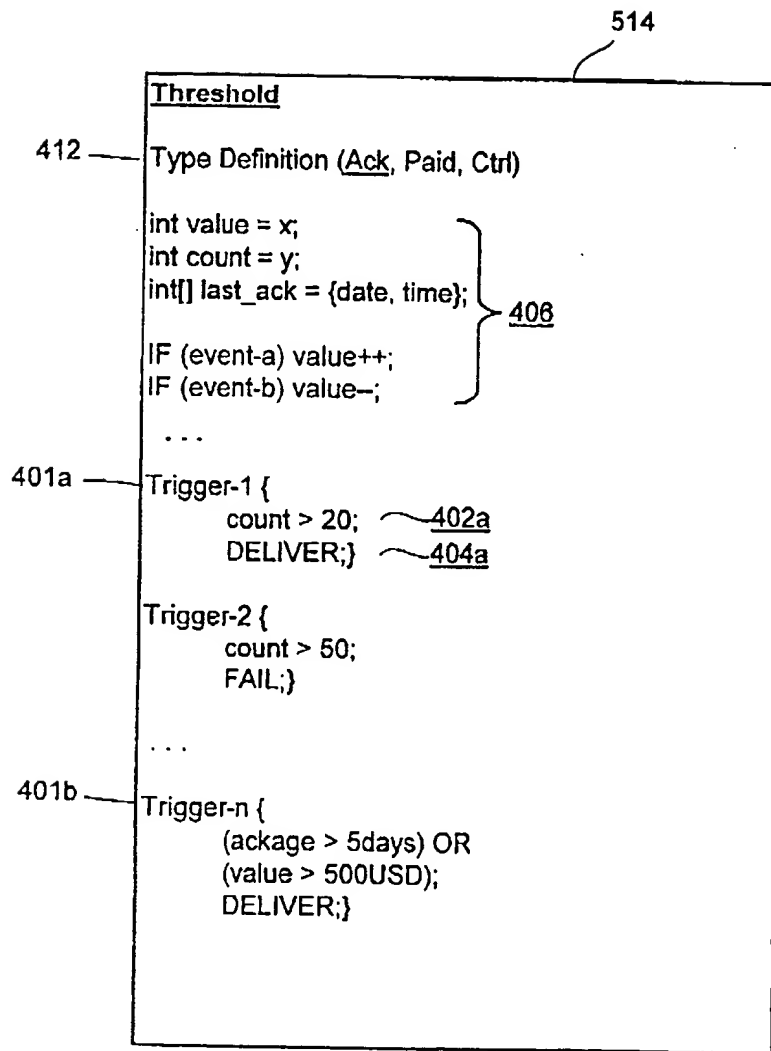 514
Threshold
412 Type Definition (Ack, Paid, Ctrl)
int value = x;
int count = y;
int[] last_ack = {date, time};
406
IF (event-a) value++;
IF (event-b) value–;
. . .
401a Trigger-1 {
count > 20; 402a
DELIVER;} 404a
Trigger-2 {
count > 50;
FAIL;}
. . .
401b Trigger-n {
(ackage > 5days) OR
(value > 500USD);
DELIVER;}